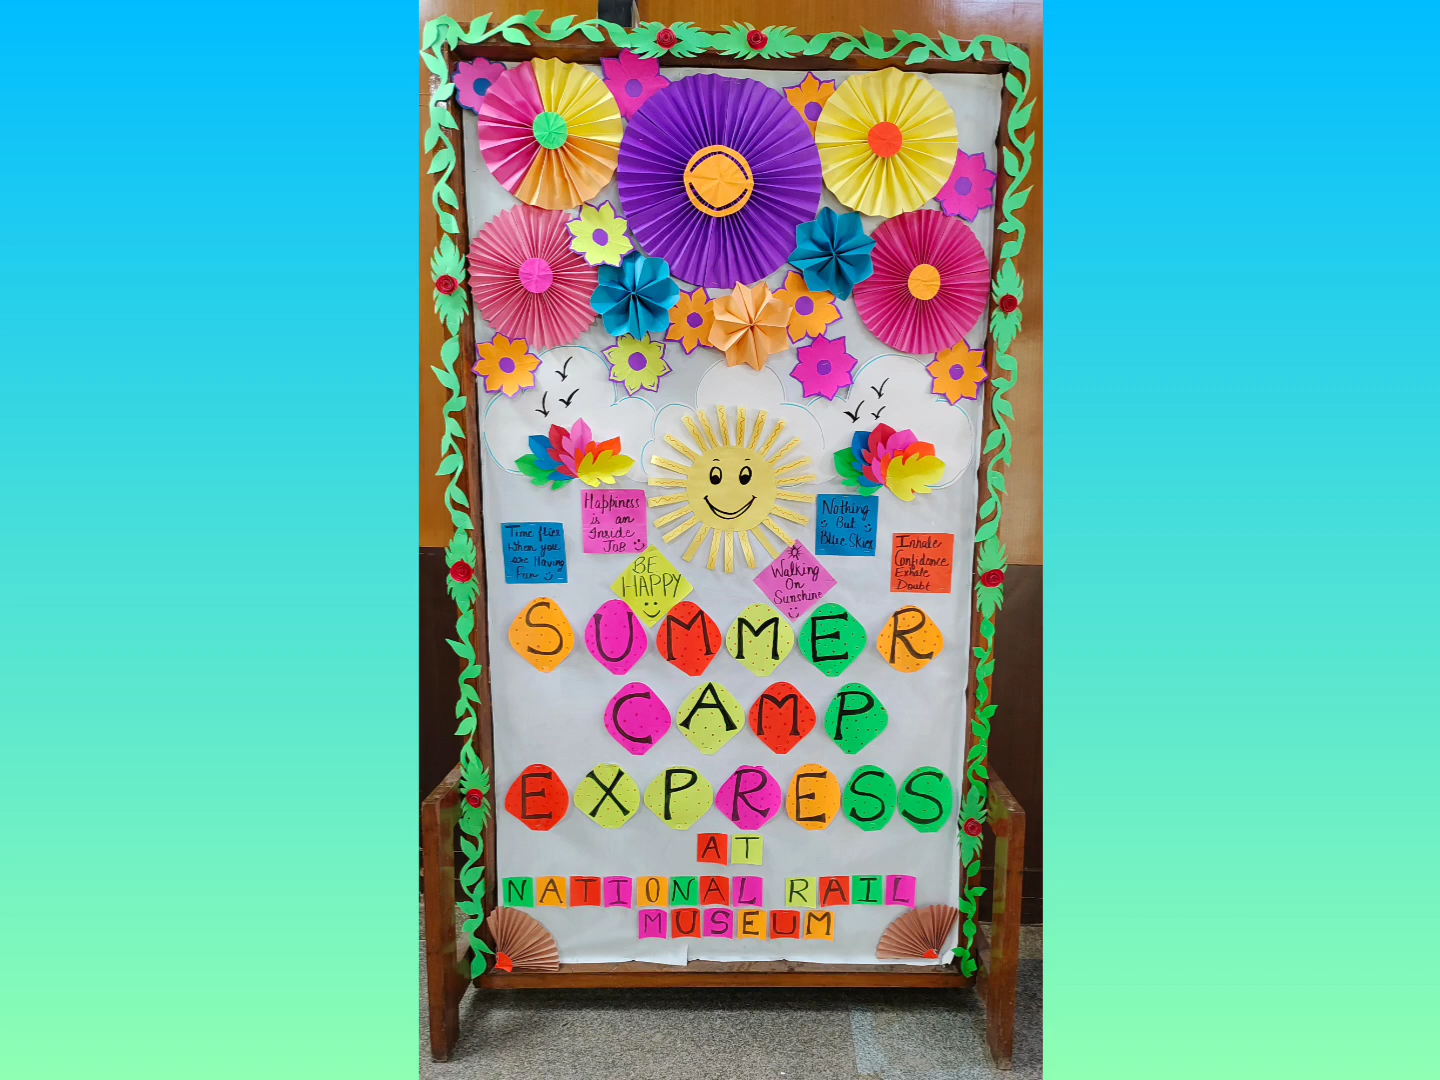 Happiness
is an
Inside
Job
Nothing
But
Blue Skies
Time flies
When you
are Having
Fun
BE
HAPPY
Walking
On
Sunshine
Inhale
Confidence
Exhale
Doubt
SUMMER
CAMP
EXPRESS
AT
NATIONAL RAIL
MUSEUM